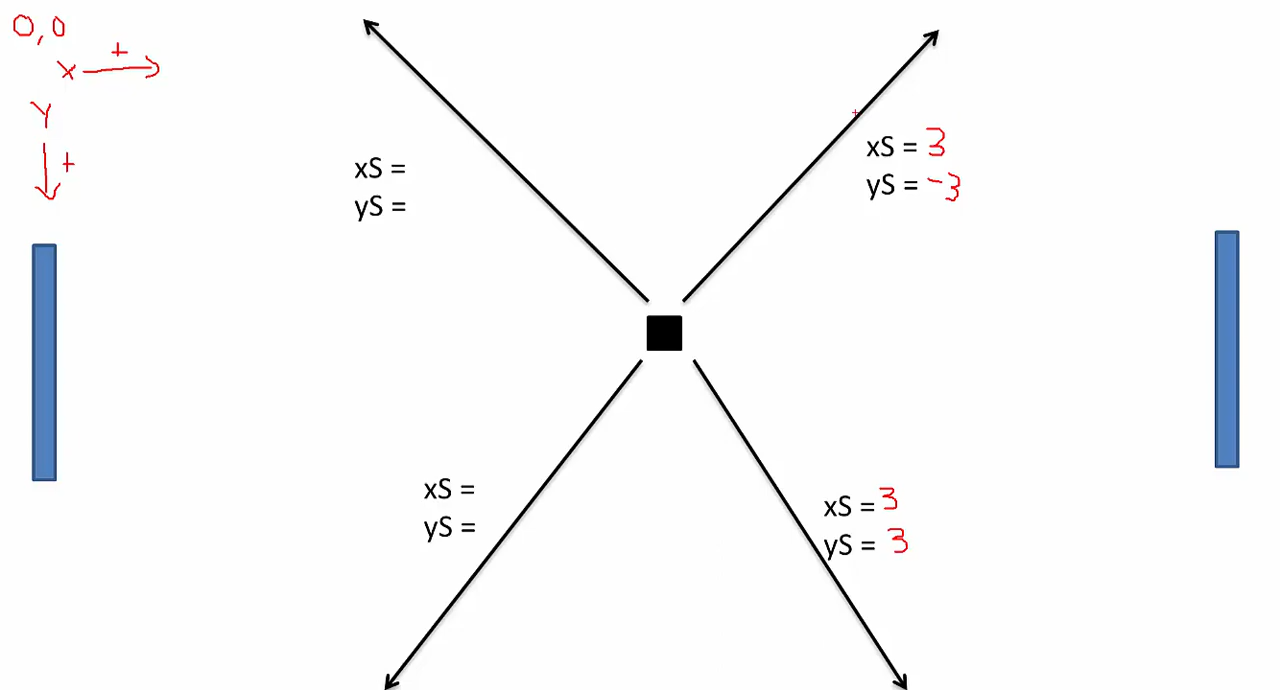 0,0
+
X
Y
+
xS = 3
yS = -3
xS =
yS =
xS =
yS =
xS = 3
yS = 3